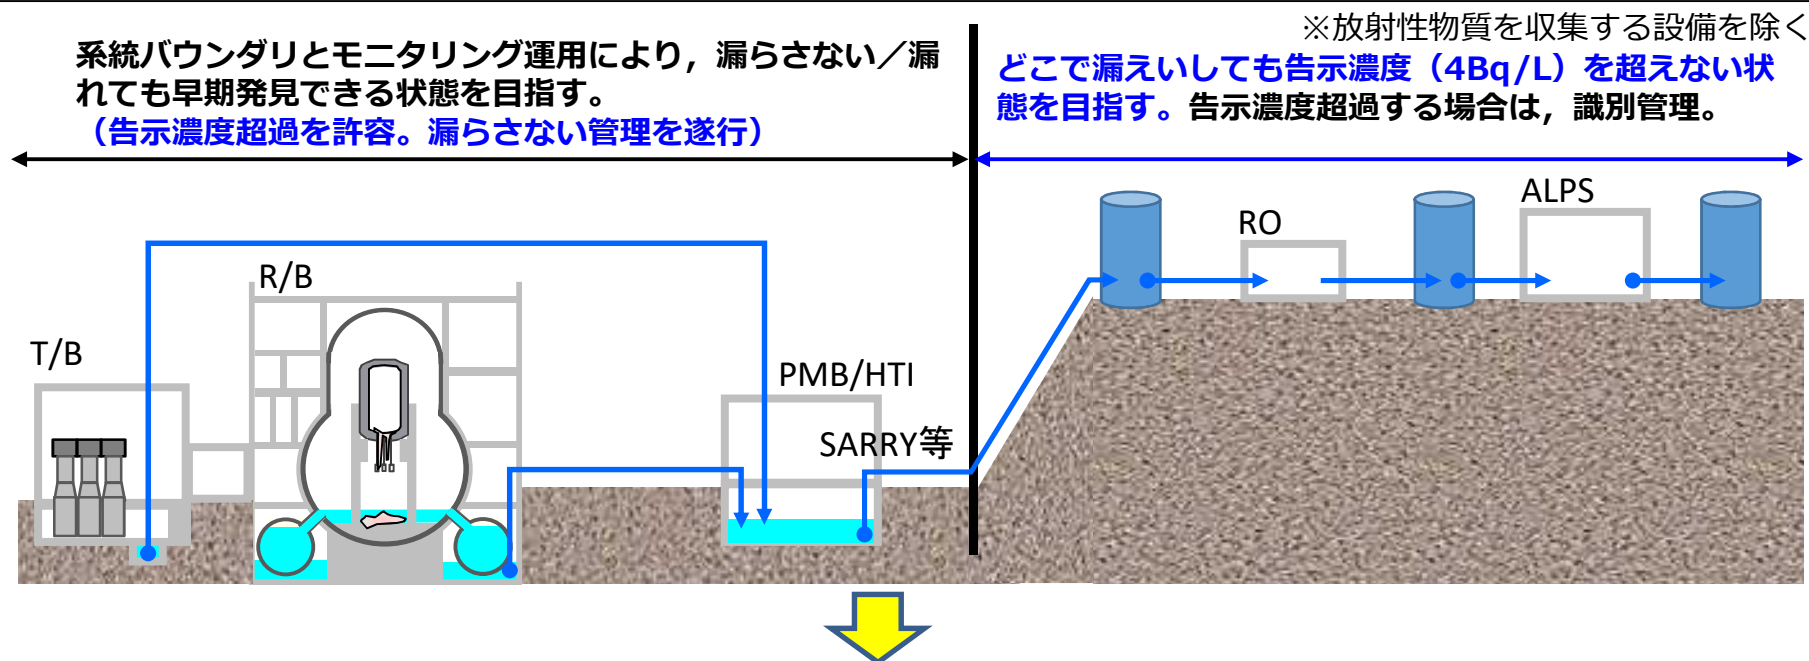 ※放射性物質を収集する設備を除く
系統バウンダリとモニタリング運用により，漏らさない／漏
れても早期発見できる状態を目指す。
（告示濃度超過を許容。漏らさない管理を遂行）
どこで漏えいしても告示濃度（4Bq/L）を超えない状
態を目指す。告示濃度超過する場合は，識別管理。
T/B
R/B
PMB/HTI
SARRY等
RO
ALPS